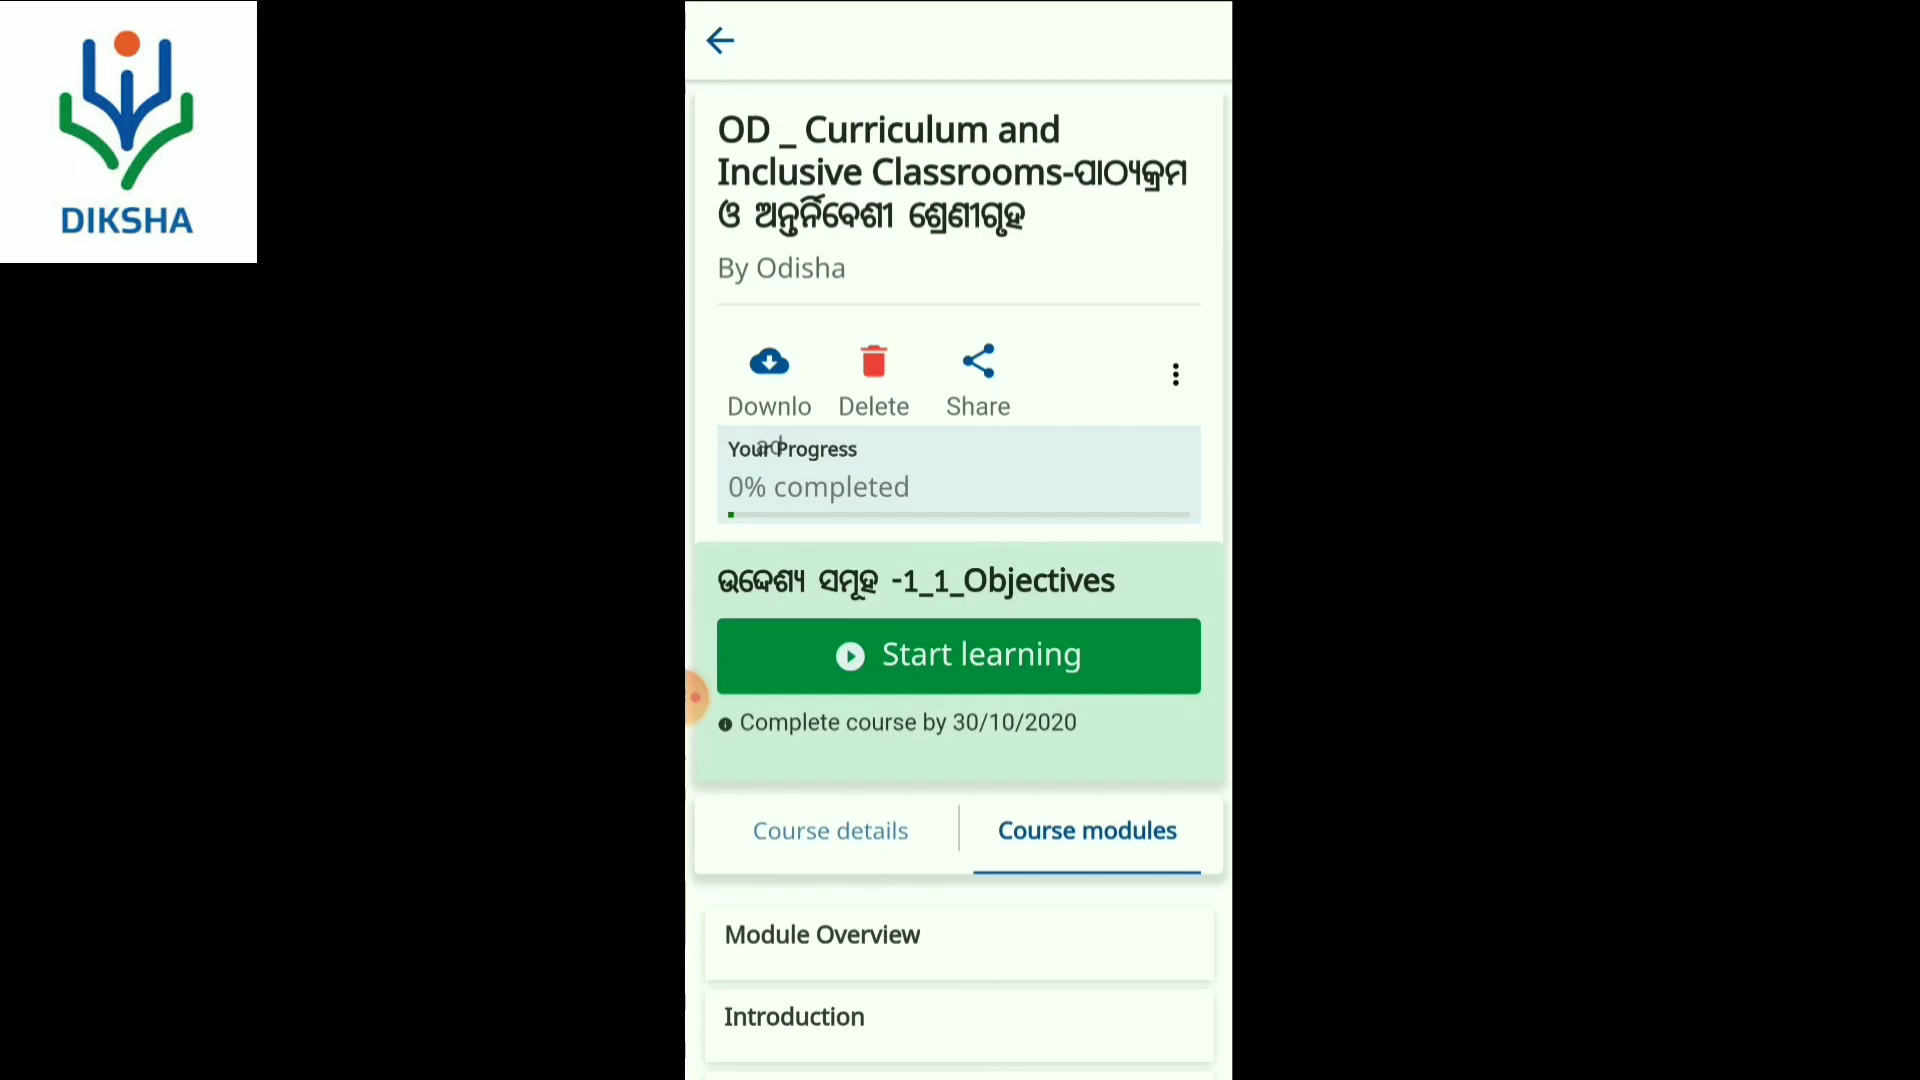 DIKSHA
OD _ Curriculum and
Inclusive Classrooms-ପାଠ୍ୟକ୍ରମ
ଓ ଅନ୍ତର୍ନିବେଶୀ ଶ୍ରେଣୀଗୃହ
By Odisha
Downlo
ad
Delete
Share
Your Progress
0% completed
ଉଦ୍ଦେଶ୍ୟ ସମୂହ -1_1_Objectives
Start learning
Complete course by 30/10/2020
Course details
Course modules
Module Overview
Introduction